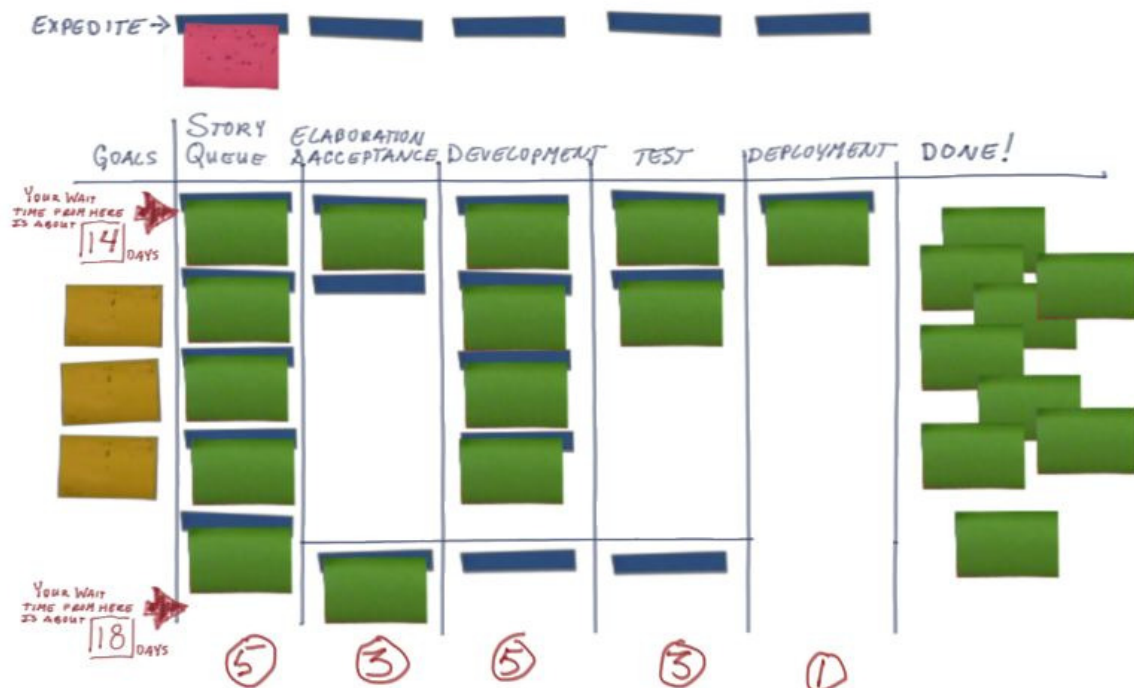 EXPEDITE →
GOALS
STORY
QUEUE
ELABORATION
& ACCEPTANCE
DEVELOPMENT
TEST
DEPLOYMENT
DONE!
YOUR WAIT
TIME FROM HERE
IS ABOUT
14 DAYS
YOUR WAIT
TIME FROM HERE
IS ABOUT
18 DAYS
5
3
5
3
1